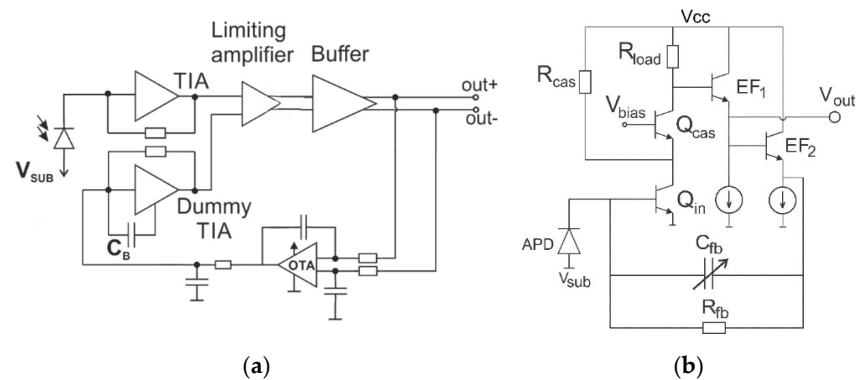 Limiting
amplifier
Buffer
TIA
out+
out-
V_SUB
Dummy
TIA
C_B
OTA
(a)
Vcc
R_load
R_cas
EF_1
V_bias
Q_cas
V_out
EF_2
Q_in
APD
V_sub
C_fb
R_fb
(b)